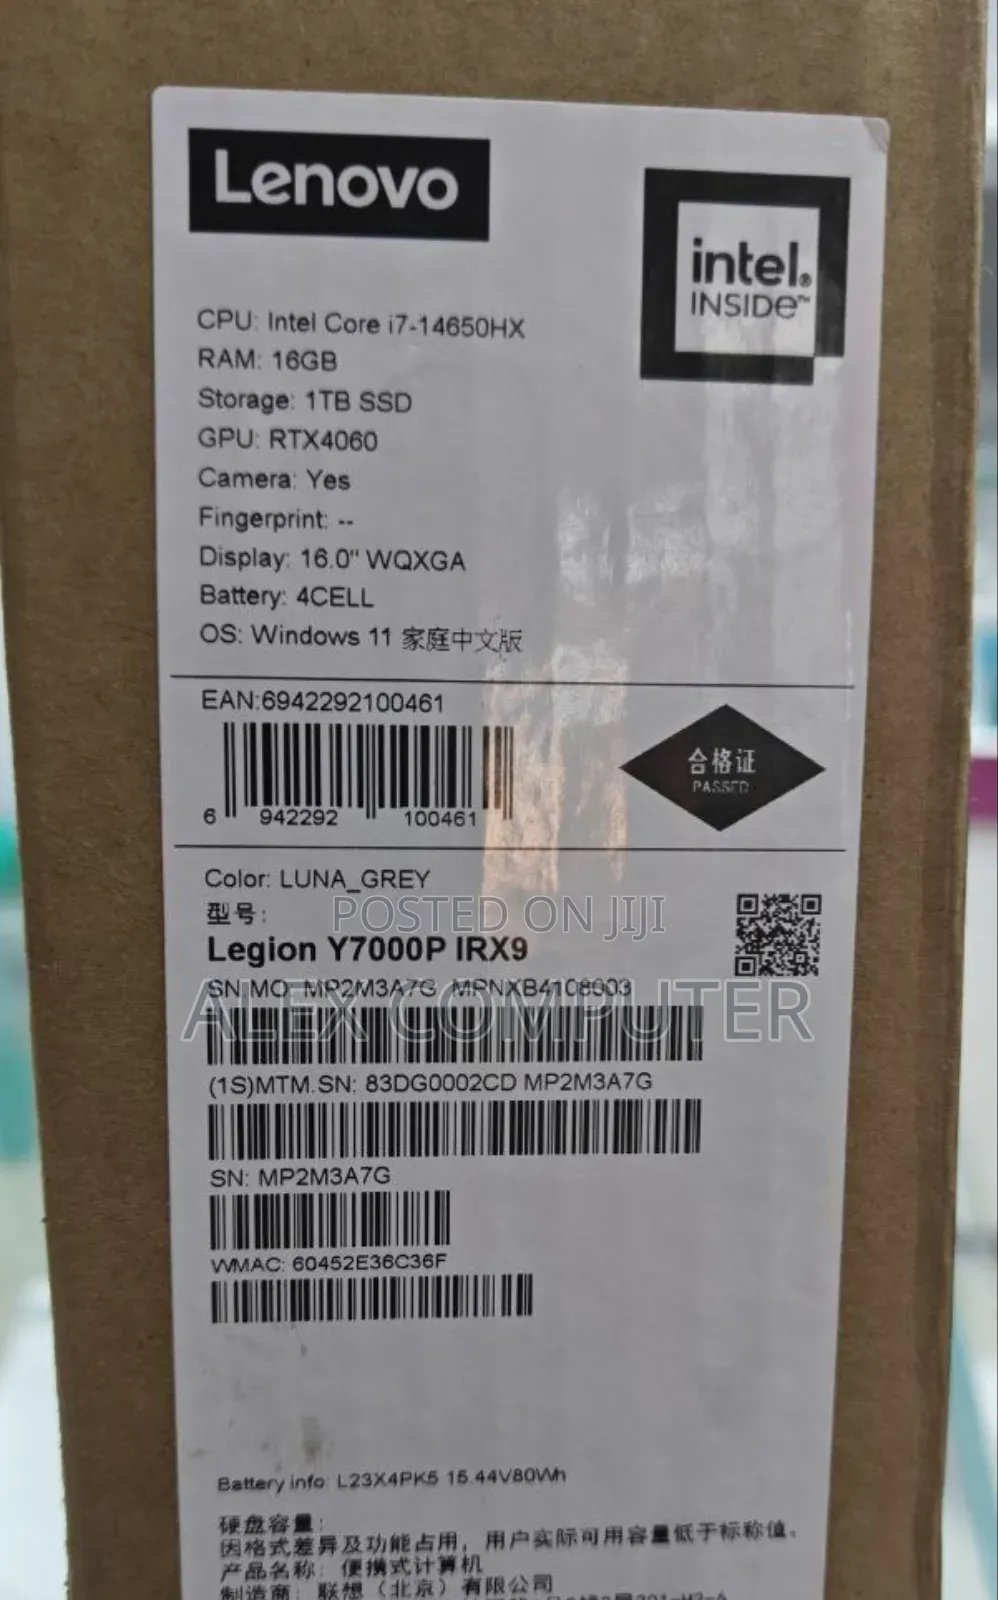 Lenovo
intel®
INSIDE™
CPU: Intel Core i7-14650HX
RAM: 16GB
Storage: 1TB SSD
GPU: RTX4060
Camera: Yes
Fingerprint: --
Display: 16.0" WQXGA
Battery: 4CELL
OS: Windows 11 家庭中文版
EAN:6942292100461
6 942292 100461
合格证
PASSED
Color: LUNA_GREY
型号:
POSTED ON JIJI
Legion Y7000P IRX9
SN|MO: MP2M3A7G MPNXB4108003
ALEX COMPUTER
(1S)MTM.SN: 83DG0002CD MP2M3A7G
SN: MP2M3A7G
WMAC: 60452E36C36F
Battery info: L23X4PK5 15.44V80Wh
硬盘容量:
因格式差异及功能占用，用户实际可用容量低于标称值。
产品名称: 便携式计算机
制造商: 联想（北京）有限公司